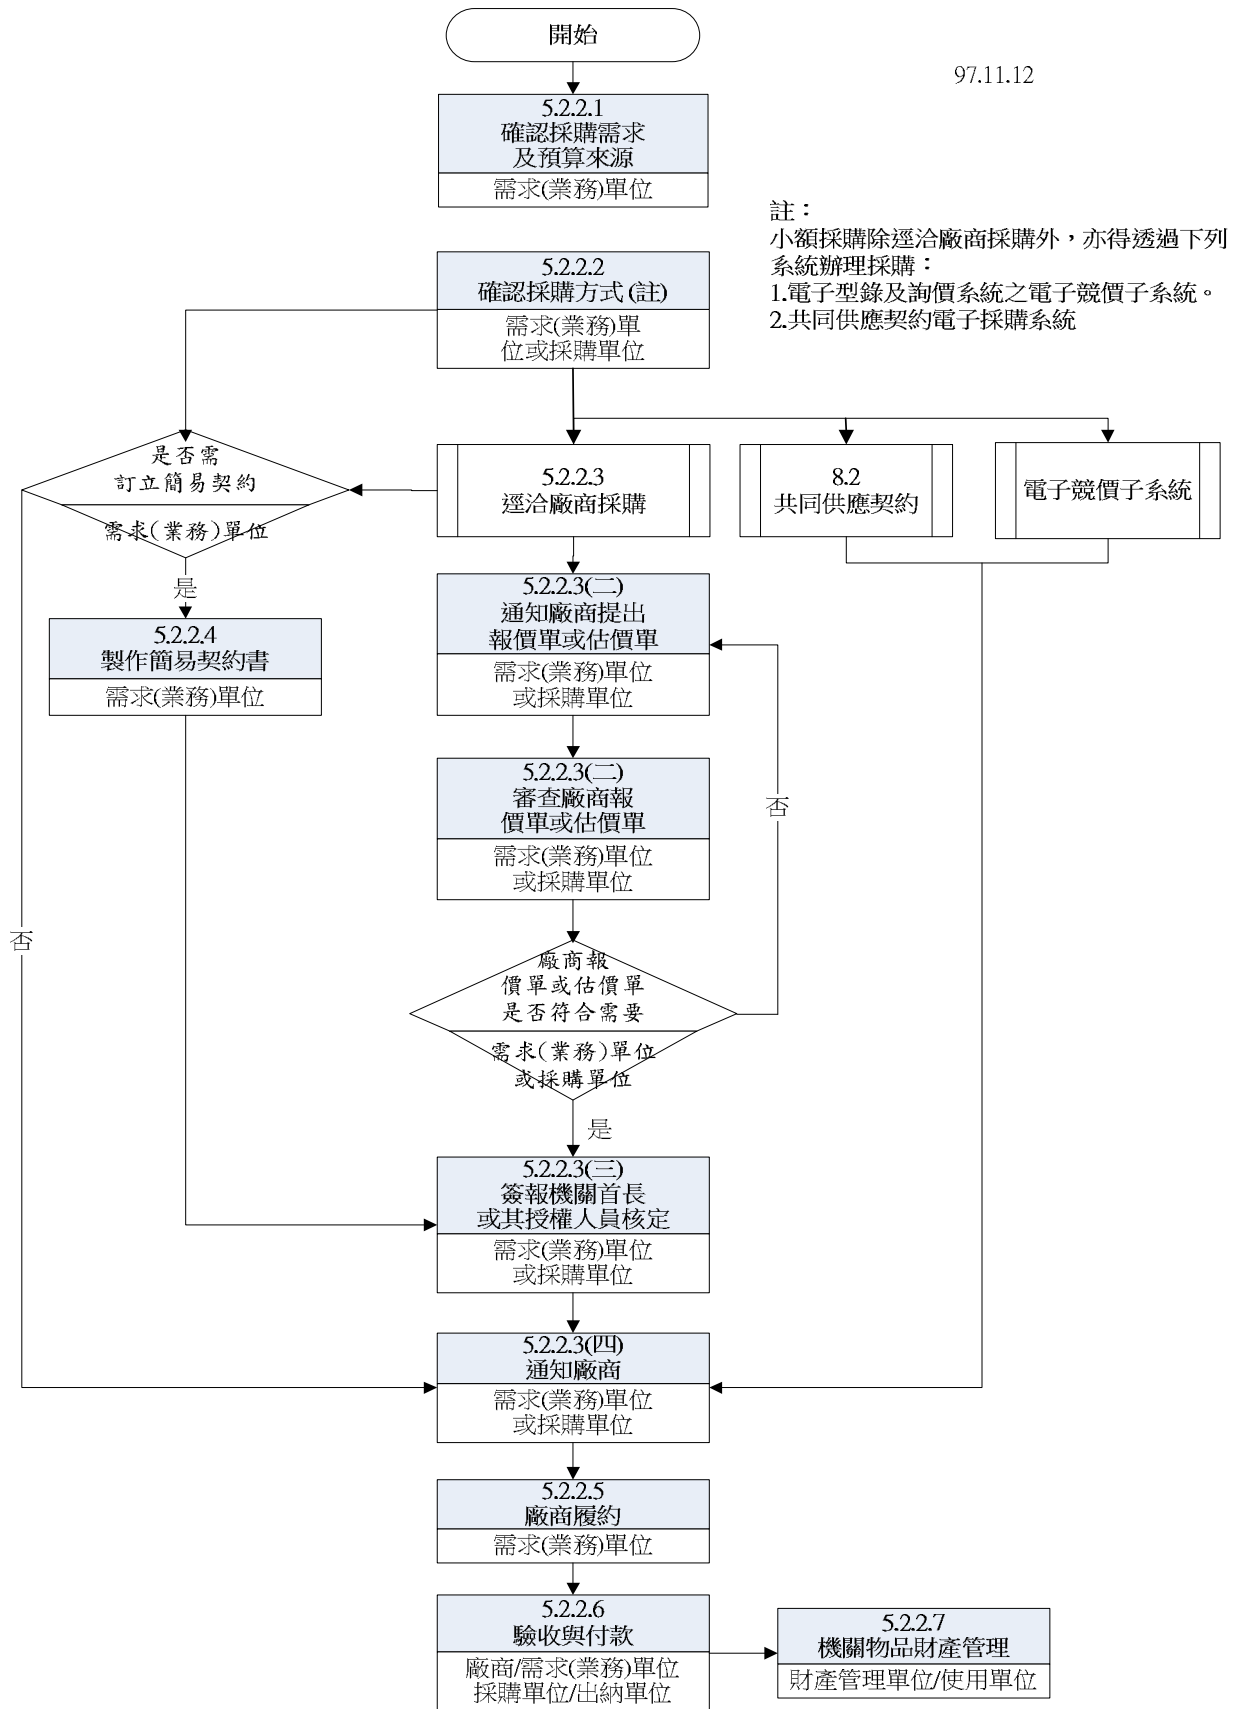 開始
97.11.12
5.2.2.1
確認採購需求
及預算來源
需求(業務)單位
註：
小額採購除逕洽廠商採購外，亦得透過下列
系統辦理採購：
1.電子型錄及詢價系統之電子競價子系統。
2.共同供應契約電子採購系統
5.2.2.2
確認採購方式(註)
需求(業務)單
位或採購單位
是否需
訂立簡易契約
需求(業務)單位
5.2.2.3
逕洽廠商採購
8.2
共同供應契約
電子競價子系統
是
5.2.2.4
製作簡易契約書
需求(業務)單位
5.2.2.3(二)
通知廠商提出
報價單或估價單
需求(業務)單位
或採購單位
5.2.2.3(二)
審查廠商報
價單或估價單
需求(業務)單位
或採購單位
否
否
廠商報
價單或估價單
是否符合需要
需求(業務)單位
或採購單位
是
5.2.2.3(三)
簽報機關首長
或其授權人員核定
需求(業務)單位
或採購單位
5.2.2.3(四)
通知廠商
需求(業務)單位
或採購單位
5.2.2.5
廠商履約
需求(業務)單位
5.2.2.6
驗收與付款
廠商/需求(業務)單位
採購單位/出納單位
5.2.2.7
機關物品財產管理
財產管理單位/使用單位